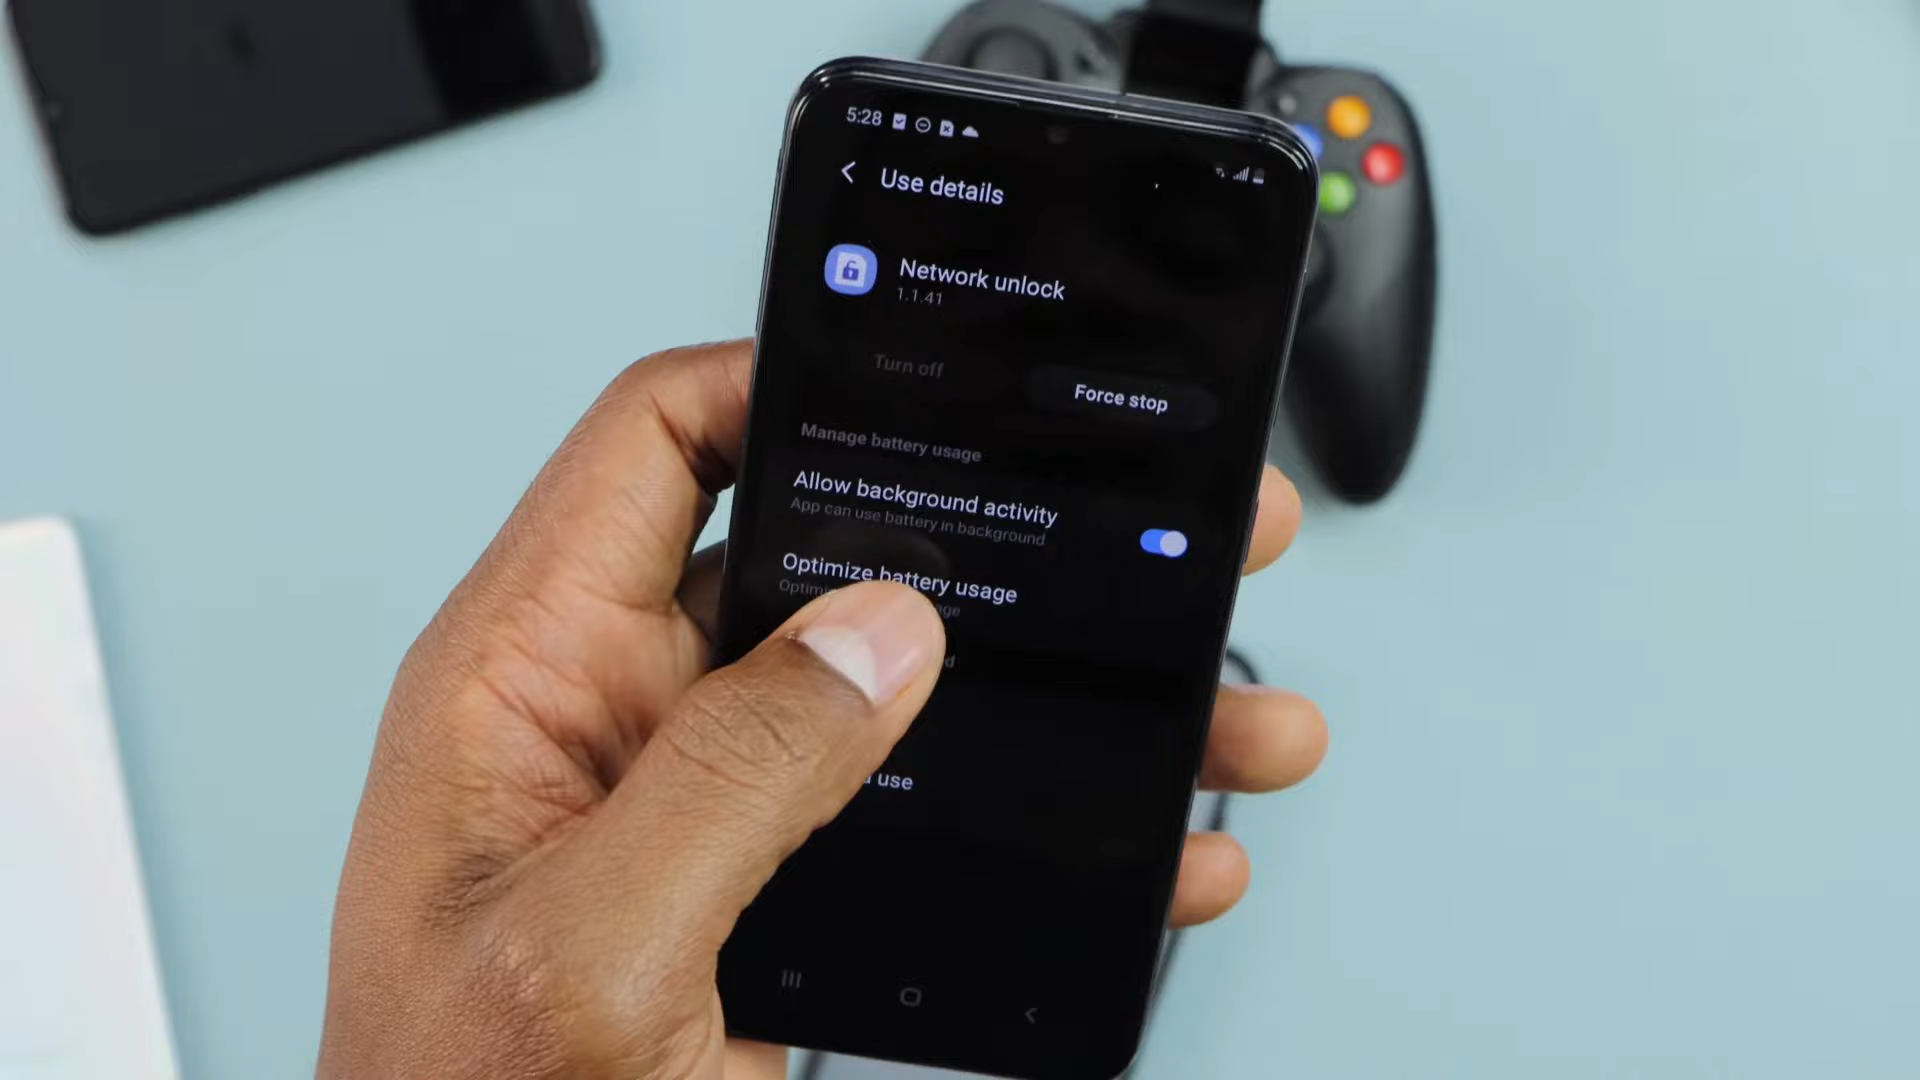 5:28
Use details
Network unlock
1.1.41
Turn off
Force stop
Manage battery usage
Allow background activity
App can use battery in background
Optimize battery usage
use